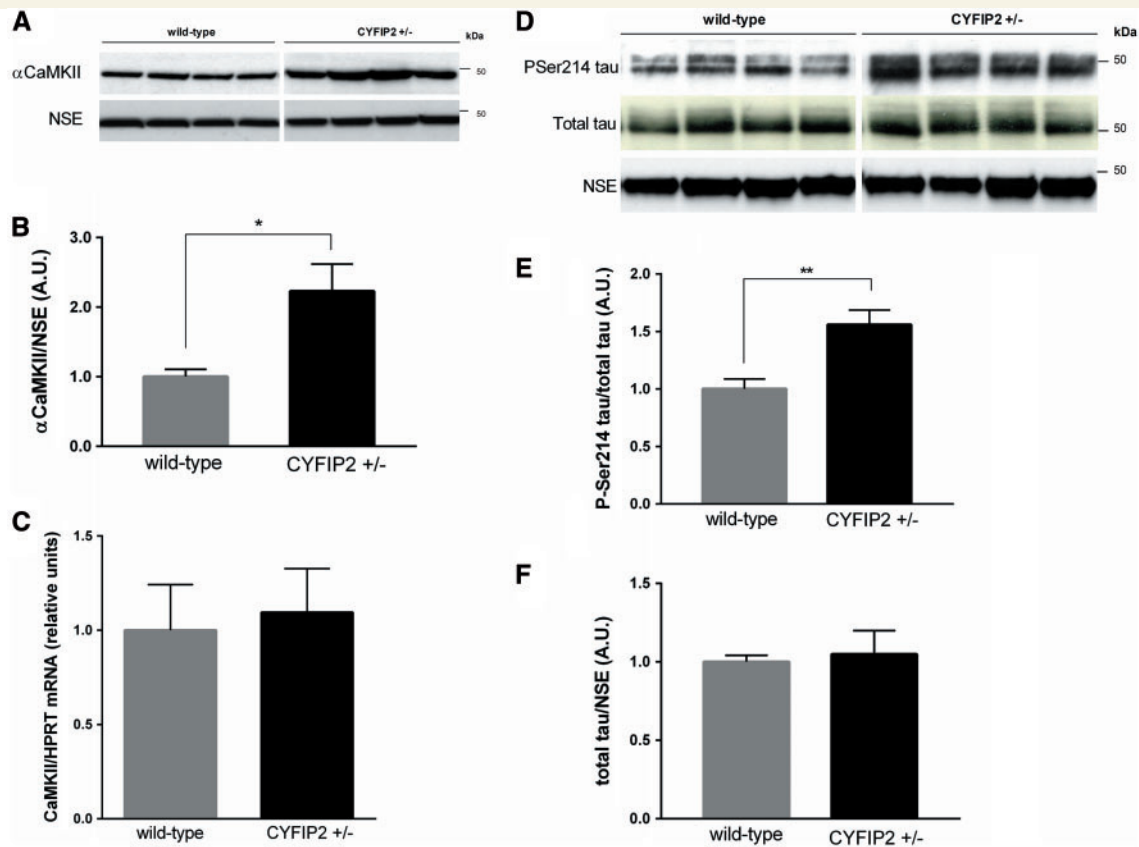 A
wild-type CYFIP2 +/- kDa
αCaMKII 50
NSE 50
B
*
αCaMKII/NSE (A.U.)
3.0
2.0
1.0
0.0
wild-type CYFIP2 +/-
C
CaMKII/HPRT mRNA (relative units)
1.5
1.0
0.5
0.0
wild-type CYFIP2 +/-
D
wild-type CYFIP2 +/- kDa
PSer214 tau 50
Total tau 50
NSE 50
E
**
P-Ser214 tau/total tau (A.U.)
2.0
1.5
1.0
0.5
0.0
wild-type CYFIP2 +/-
F
total tau/NSE (A.U.)
1.5
1.0
0.5
0.0
wild-type CYFIP2 +/-